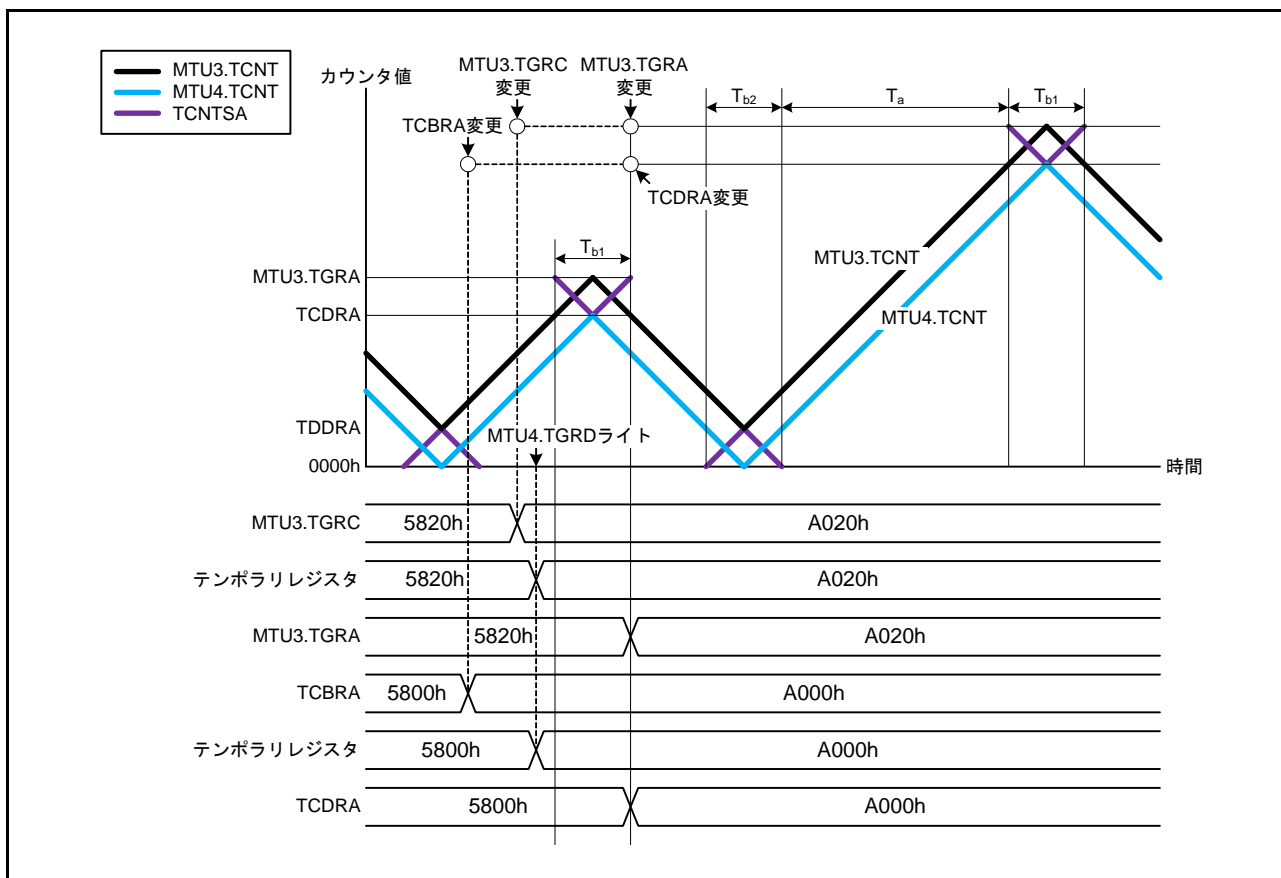 MTU3.TCNT
MTU4.TCNT
TCNTSA
カウンタ値
MTU3.TGRC
変更
MTU3.TGRA
変更
TCBRA変更
Tb2
Ta
Tb1
TCDRA変更
Tb1
MTU3.TCNT
MTU4.TCNT
MTU3.TGRA
TCDRA
TDDRA
0000h
MTU4.TGRDライト
時間
MTU3.TGRC
5820h
A020h
テンポラリレジスタ
5820h
A020h
MTU3.TGRA
5820h
A020h
TCBRA
5800h
A000h
テンポラリレジスタ
5800h
A000h
TCDRA
5800h
A000h